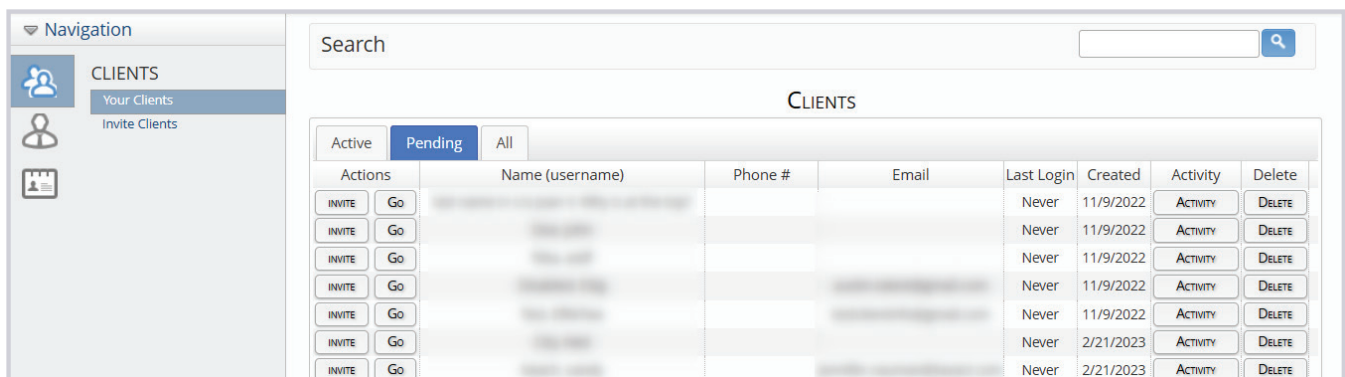 Navigation
CLIENTS
Your Clients
Invite Clients
Search
CLIENTS
Active Pending All
Actions Name (username) Phone # Email Last Login Created Activity Delete
INVITE GO Never 11/9/2022 ACTIVITY DELETE
INVITE GO Never 11/9/2022 ACTIVITY DELETE
INVITE GO Never 11/9/2022 ACTIVITY DELETE
INVITE GO Never 11/9/2022 ACTIVITY DELETE
INVITE GO Never 11/9/2022 ACTIVITY DELETE
INVITE GO Never 2/21/2023 ACTIVITY DELETE
INVITE GO Never 2/21/2023 ACTIVITY DELETE